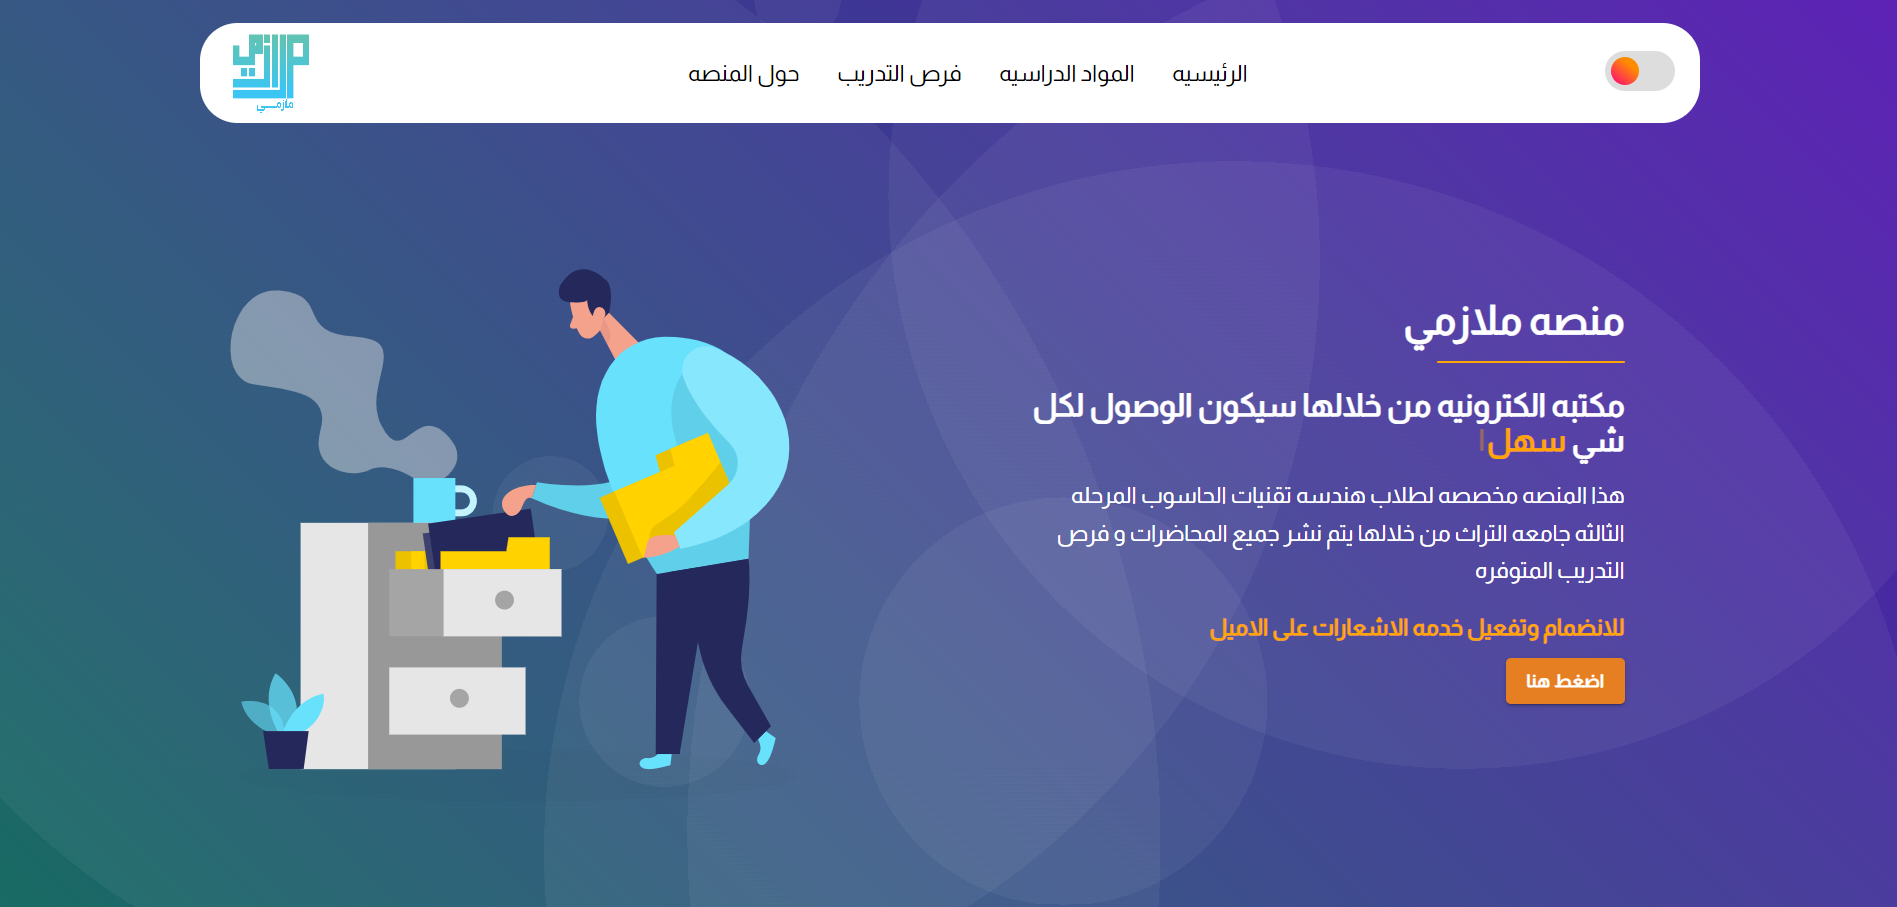 ملازمي
الرئيسيه
المواد الدراسيه
فرص التدريب
حول المنصه
منصه ملازمي
مكتبه الكترونيه من خلالها سيكون الوصول لكل
شي سهل
هذا المنصه مخصصه لطلاب هندسه تقنيات الحاسوب المرحله
الثالثه جامعه التراث من خلالها يتم نشر جميع المحاضرات و فرص
التدريب المتوفره
للانضمام وتفعيل خدمه الاشعارات على الاميل
اضغط هنا